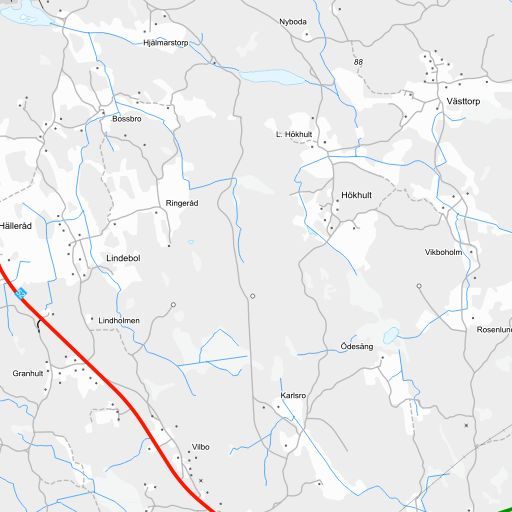 Nyboda
Hjälmarstorp
88
Västtorp
Bossbro
L. Hökhult
Hökhult
Ringeråd
Hälleråd
Vikboholm
Lindebol
Lindholmen
Rosenlund
Ödesäng
Granhult
Karlsro
Vilbo